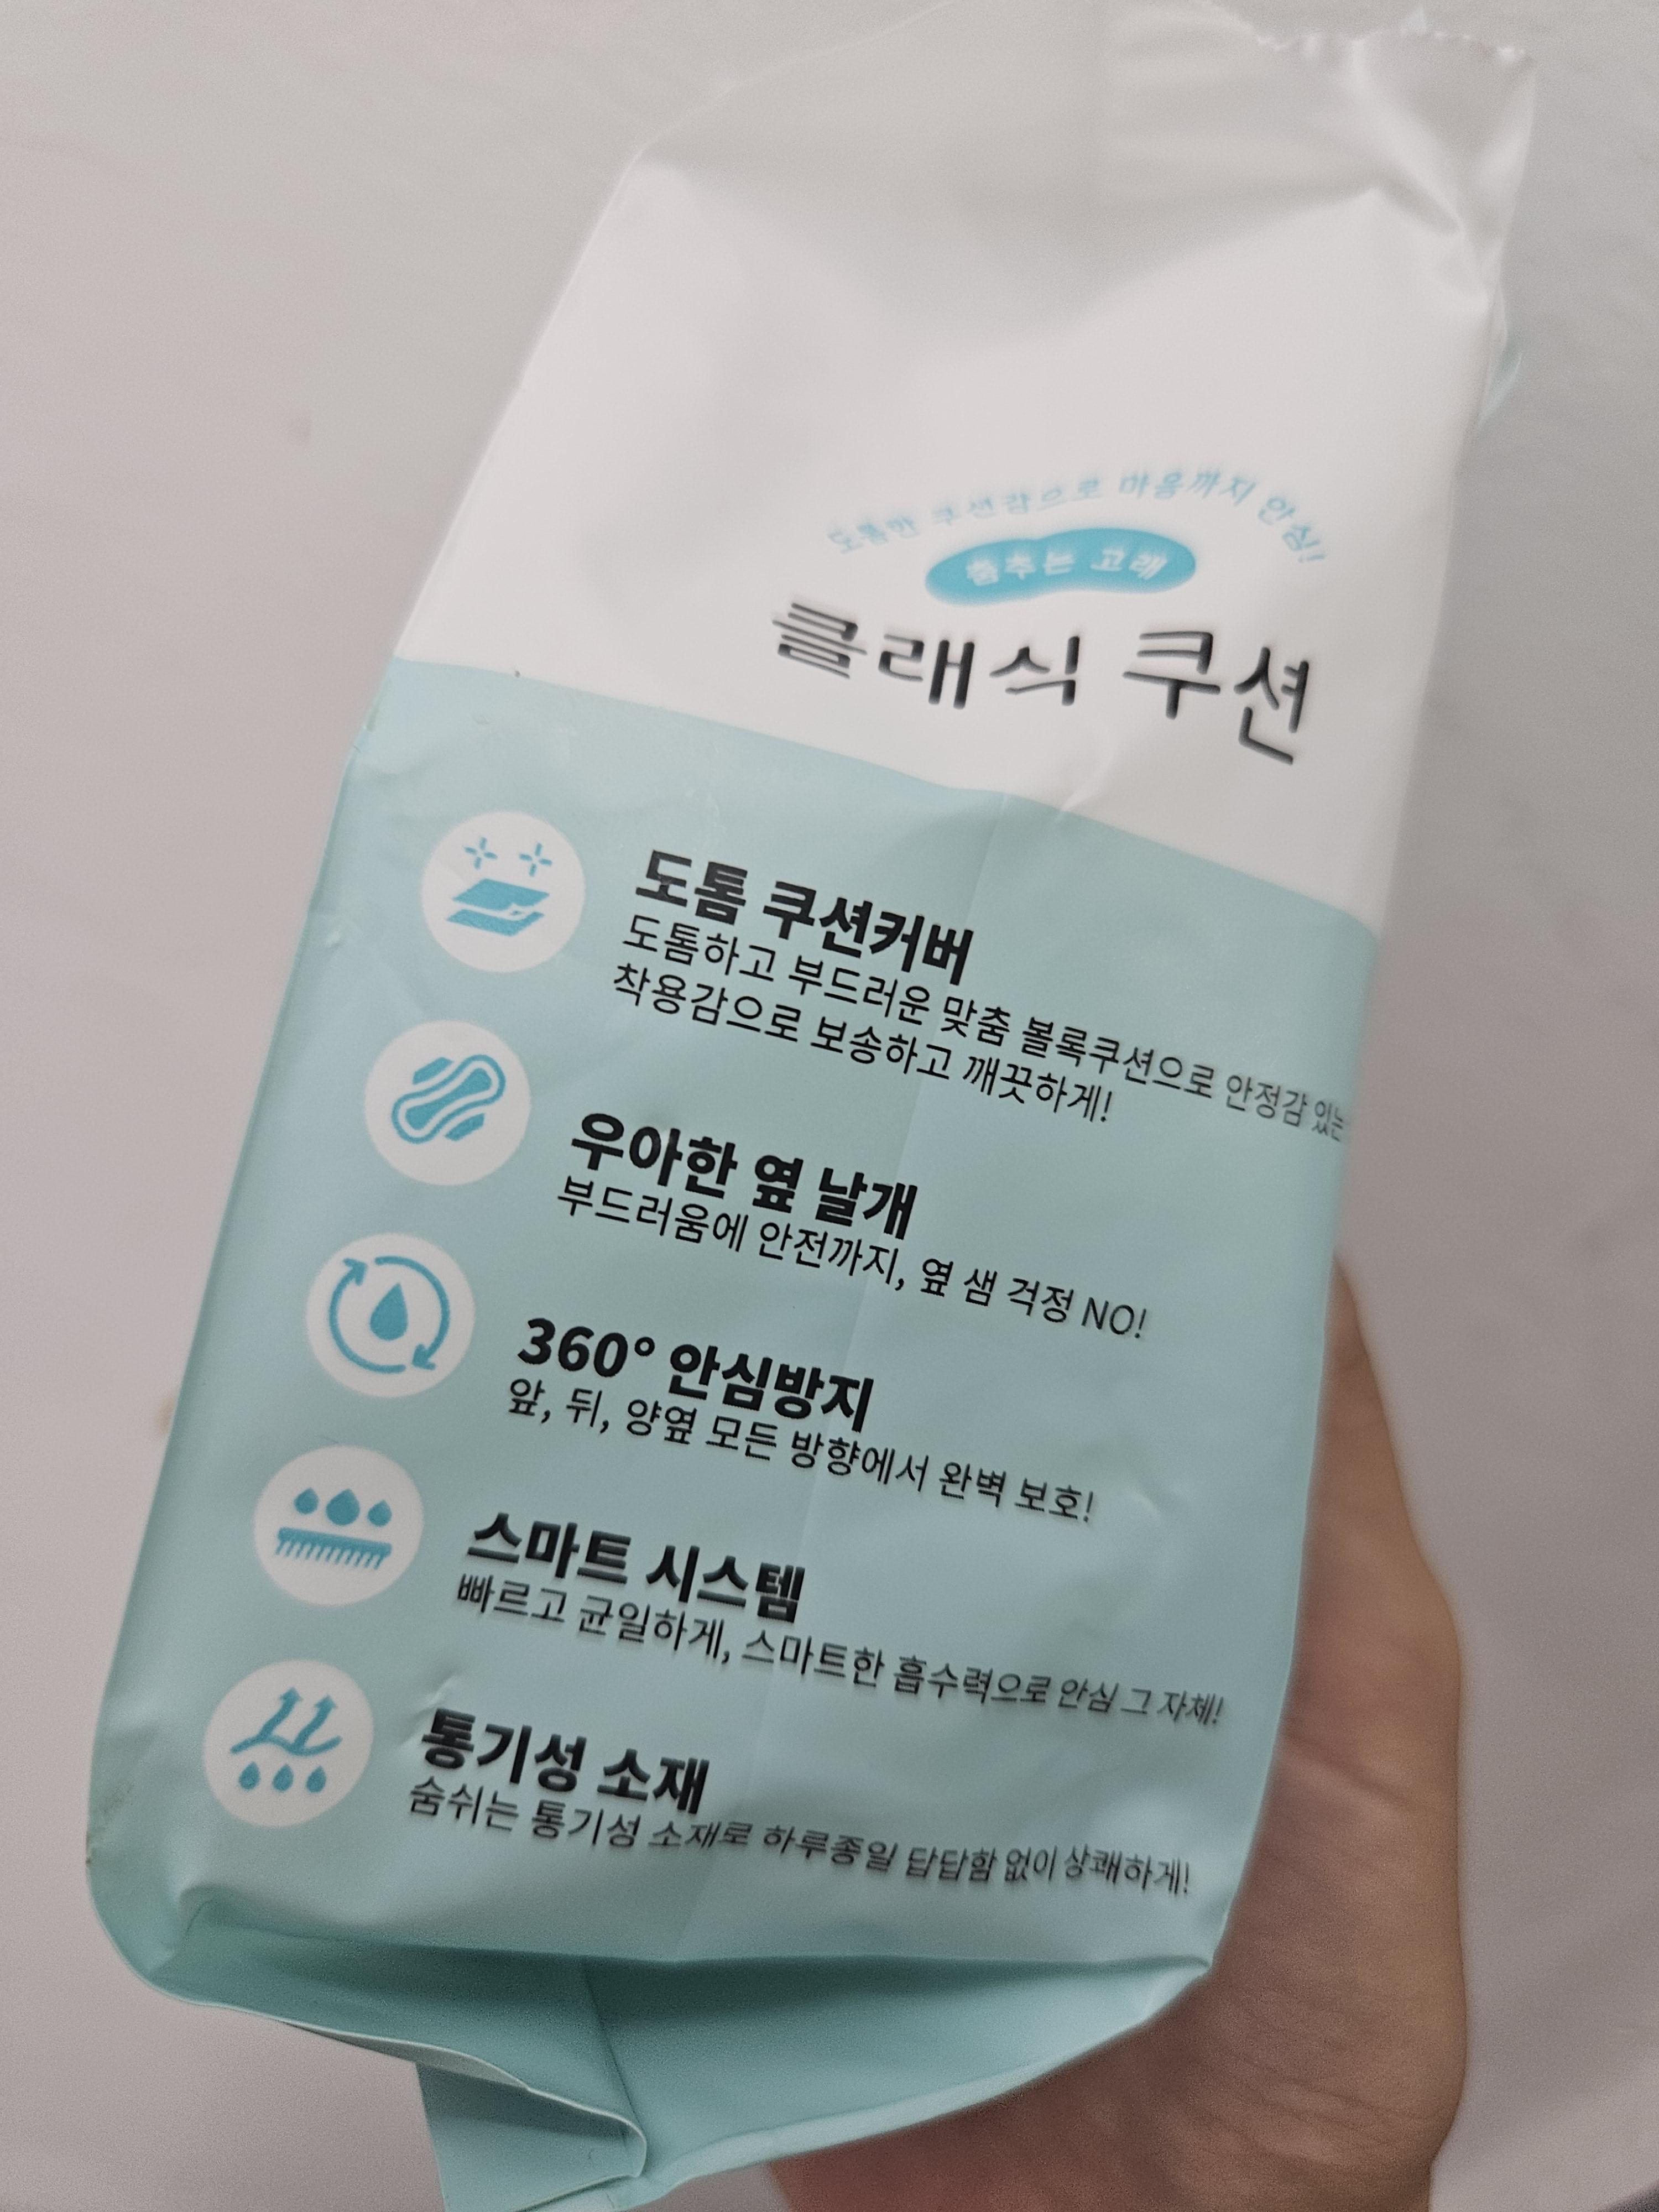 도톰한 쿠션감으로 마음까지 안심!
춤추는 고래
클래식 쿠션
도톰 쿠션커버
도톰하고 부드러운 맞춤 볼록쿠션으로 안정감 있는
착용감으로 보송하고 깨끗하게!
우아한 옆 날개
부드러움에 안전까지, 옆 샘 걱정 NO!
360° 안심방지
앞, 뒤, 양옆 모든 방향에서 완벽 보호!
스마트 시스템
빠르고 균일하게, 스마트한 흡수력으로 안심 그 자체!
통기성 소재
숨쉬는 통기성 소재로 하루종일 답답함 없이 상쾌하게!